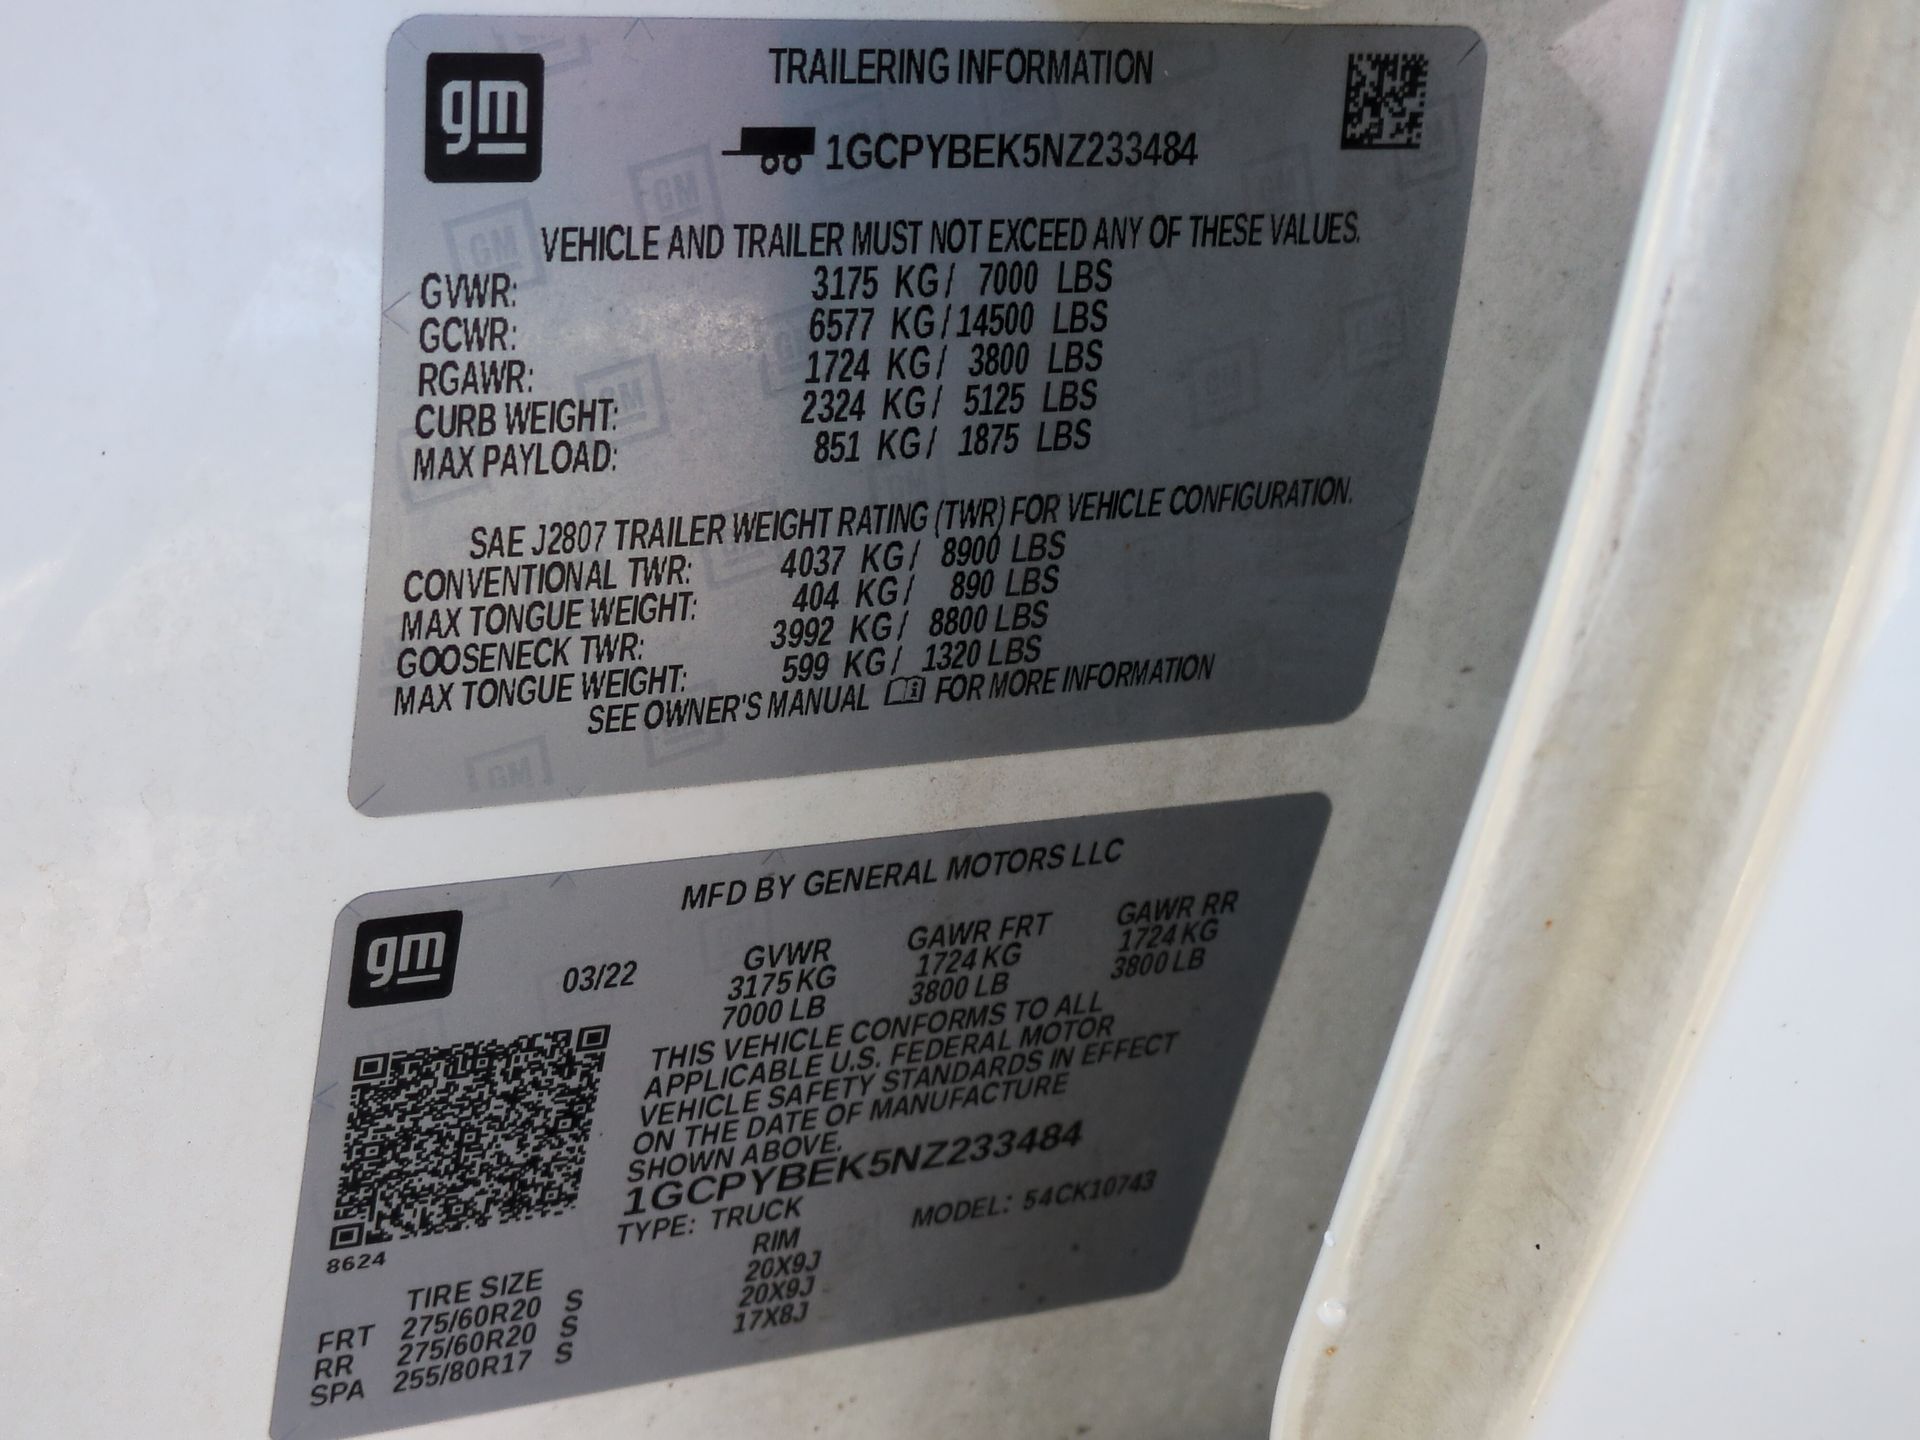 gm
TRAILERING INFORMATION
1GCPYBEK5NZ233484
VEHICLE AND TRAILER MUST NOT EXCEED ANY OF THESE VALUES.
GVWR: 3175 KG/ 7000 LBS
GCWR: 6577 KG/14500 LBS
RGAWR: 1724 KG/ 3800 LBS
CURB WEIGHT: 2324 KG/ 5125 LBS
MAX PAYLOAD: 851 KG/ 1875 LBS
SAE J2807 TRAILER WEIGHT RATING (TWR) FOR VEHICLE CONFIGURATION.
CONVENTIONAL TWR: 4037 KG/ 8900 LBS
MAX TONGUE WEIGHT: 404 KG/ 890 LBS
GOOSENECK TWR: 3992 KG/ 8800 LBS
MAX TONGUE WEIGHT: 599 KG/ 1320 LBS
SEE OWNER'S MANUAL FOR MORE INFORMATION
gm
MFD BY GENERAL MOTORS LLC
03/22 GVWR GAWR FRT GAWR RR
3175 KG 1724 KG 1724 KG
7000 LB 3800 LB 3800 LB
THIS VEHICLE CONFORMS TO ALL
APPLICABLE U.S. FEDERAL MOTOR
VEHICLE SAFETY STANDARDS IN EFFECT
ON THE DATE OF MANUFACTURE
SHOWN ABOVE.
1GCPYBEK5NZ233484
TYPE: TRUCK MODEL: 54CK10743
8624
TIRE SIZE RIM
FRT 275/60R20 S 20X9J
RR 275/60R20 S 20X9J
SPA 255/80R17 S 17X8J